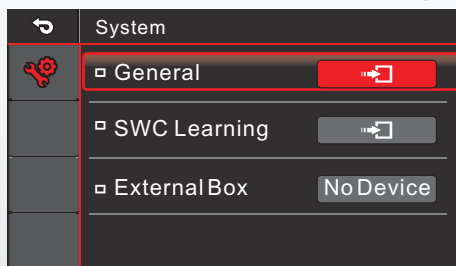 System
General
SWC Learning
External Box
No Device